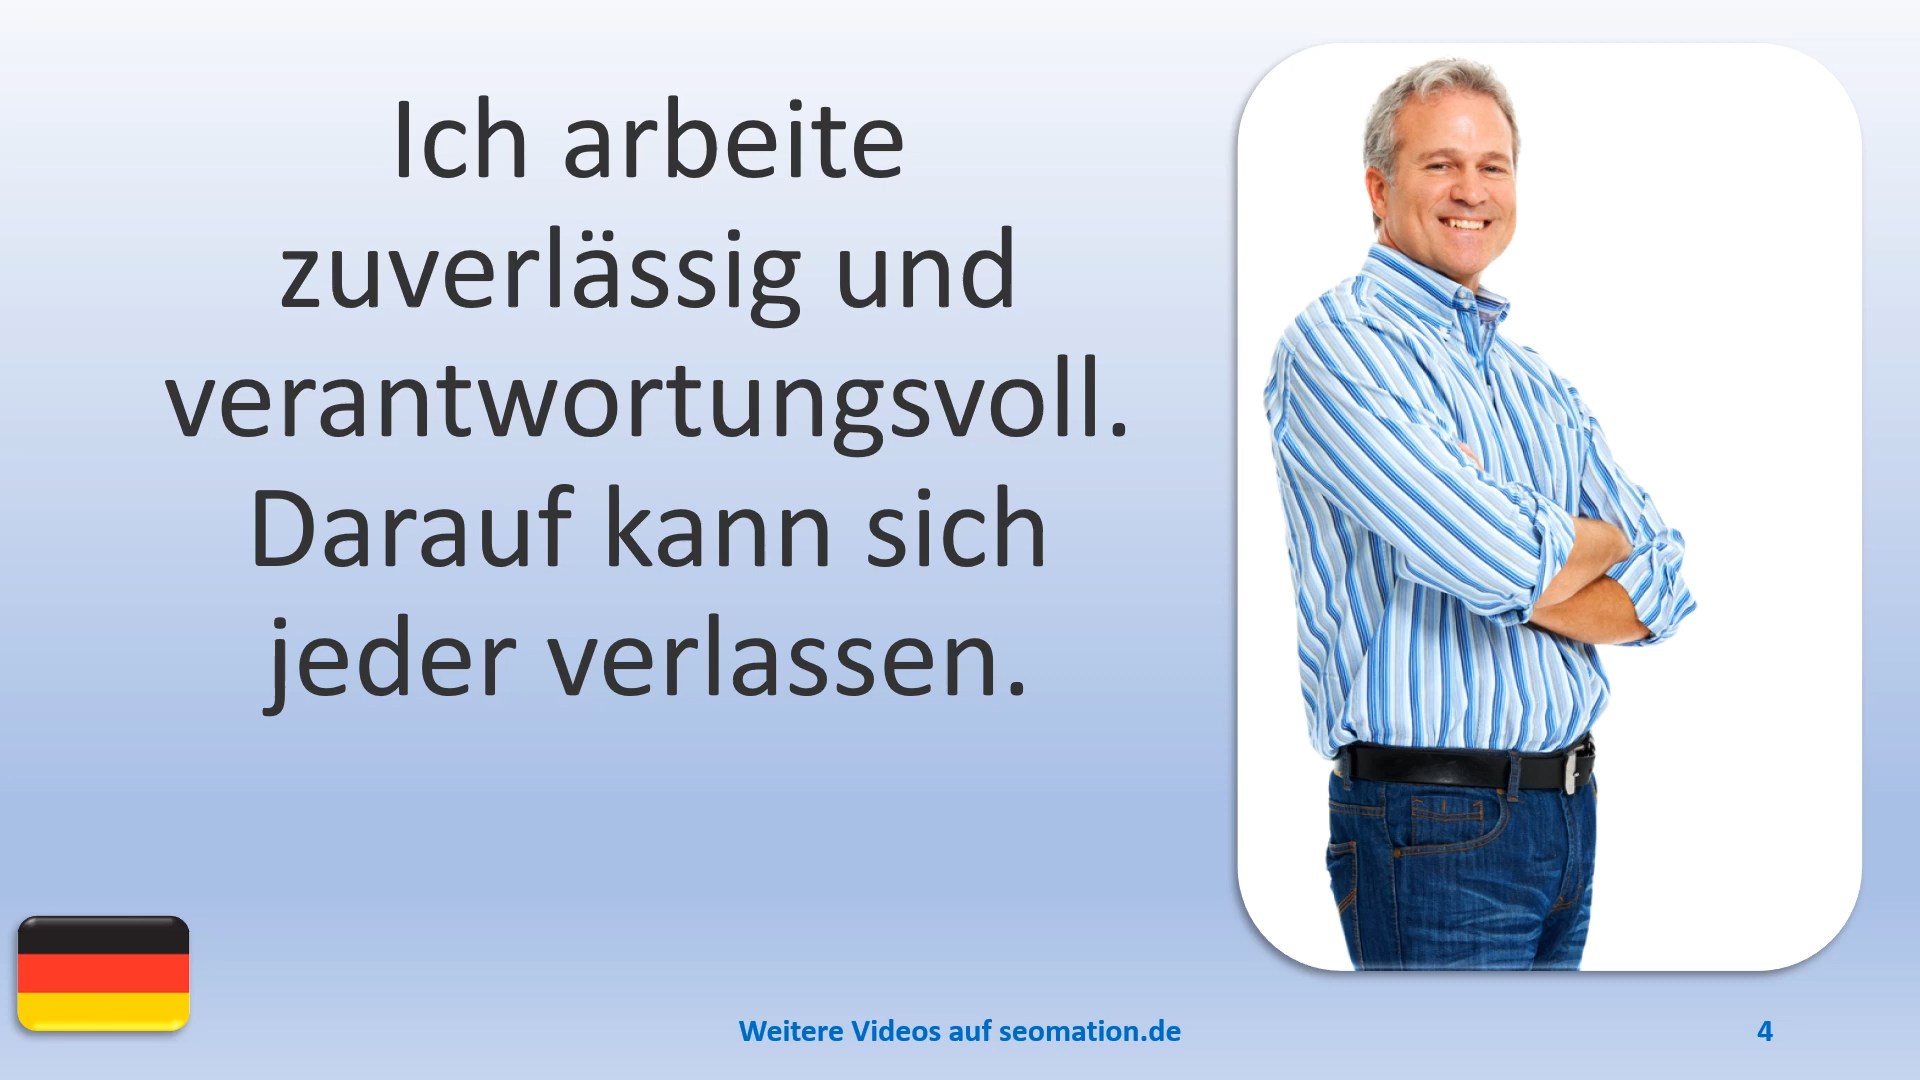 Ich arbeite
zuverlässig und
verantwortungsvoll.
Darauf kann sich
jeder verlassen.
Weitere Videos auf seomation.de
4